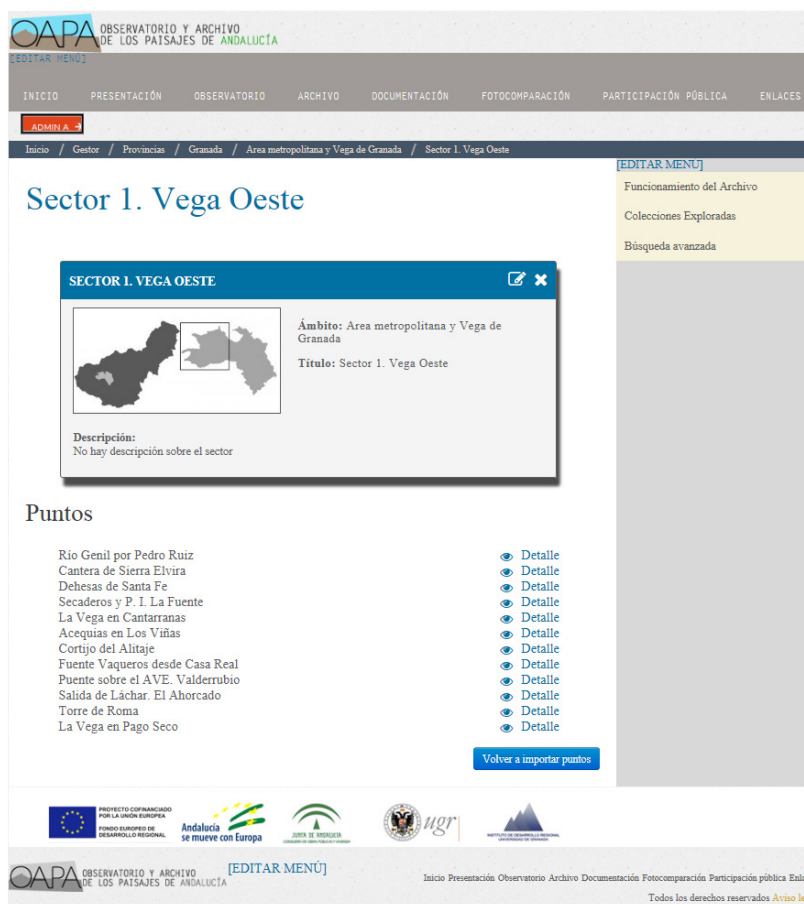 OAPA OBSERVATORIO Y ARCHIVO
DE LOS PAISAJES DE ANDALUCÍA
[EDITAR MENÚ]
INICIO PRESENTACIÓN OBSERVATORIO ARCHIVO DOCUMENTACIÓN FOTOCOMPARACIÓN PARTICIPACIÓN PÚBLICA ENLACES
ADMIN A
Inicio / Gestor / Provincias / Granada / Area metropolitana y Vega de Granada / Sector 1. Vega Oeste
[EDITAR MENÚ]
Funcionamiento del Archivo
Colecciones Exploradas
Búsqueda avanzada
Sector 1. Vega Oeste
SECTOR 1. VEGA OESTE
Ámbito: Area metropolitana y Vega de
Granada
Título: Sector 1. Vega Oeste
Descripción:
No hay descripción sobre el sector
Puntos
Río Genil por Pedro Ruiz Detalle
Cantera de Sierra Elvira Detalle
Dehesas de Santa Fe Detalle
Secaderos y P. I. La Fuente Detalle
La Vega en Cantarranas Detalle
Acequias en Los Viñas Detalle
Cortijo del Alitaje Detalle
Fuente Vaqueros desde Casa Real Detalle
Puente sobre el AVE. Valderrubio Detalle
Salida de Láchar. El Ahorcado Detalle
Torre de Roma Detalle
La Vega en Pago Seco Detalle
Volver a importar puntos
PROYECTO COFINANCIADO
POR LA UNIÓN EUROPEA
FONDO EUROPEO DE
DESARROLLO REGIONAL
Andalucía
se mueve con Europa
JUNTA DE ANDALUCIA
ugr
INSTITUTO DE DESARROLLO REGIONAL
UNIVERSIDAD DE GRANADA
OAPA OBSERVATORIO Y ARCHIVO
DE LOS PAISAJES DE ANDALUCÍA
[EDITAR MENÚ]
Inicio Presentación Observatorio Archivo Documentación Fotocomparación Participación pública Enla
Todos los derechos reservados Aviso le